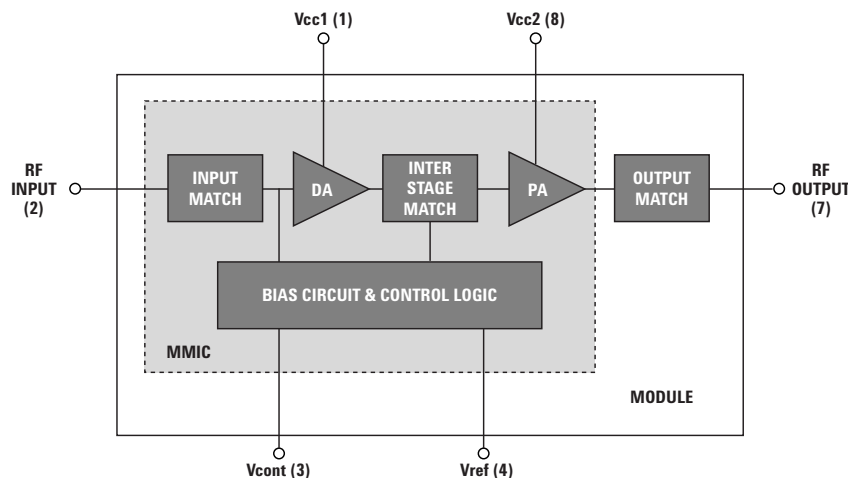 Vcc1 (1)
Vcc2 (8)
RF
INPUT
(2)
INPUT
MATCH
DA
INTER
STAGE
MATCH
PA
OUTPUT
MATCH
RF
OUTPUT
(7)
BIAS CIRCUIT & CONTROL LOGIC
MMIC
MODULE
Vcont (3)
Vref (4)